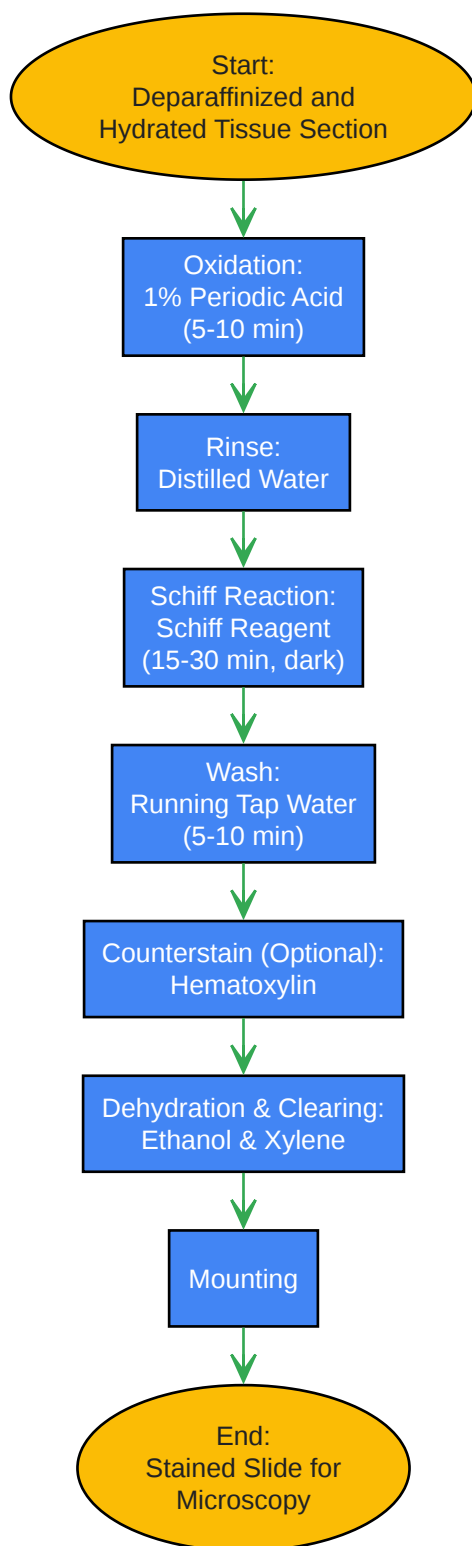 Start:
Deparaffinized and
Hydrated Tissue Section
Oxidation:
1% Periodic Acid
(5-10 min)
Rinse:
Distilled Water
Schiff Reaction:
Schiff Reagent
(15-30 min, dark)
Wash:
Running Tap Water
(5-10 min)
Counterstain (Optional):
Hematoxylin
Dehydration & Clearing:
Ethanol & Xylene
Mounting
End:
Stained Slide for
Microscopy